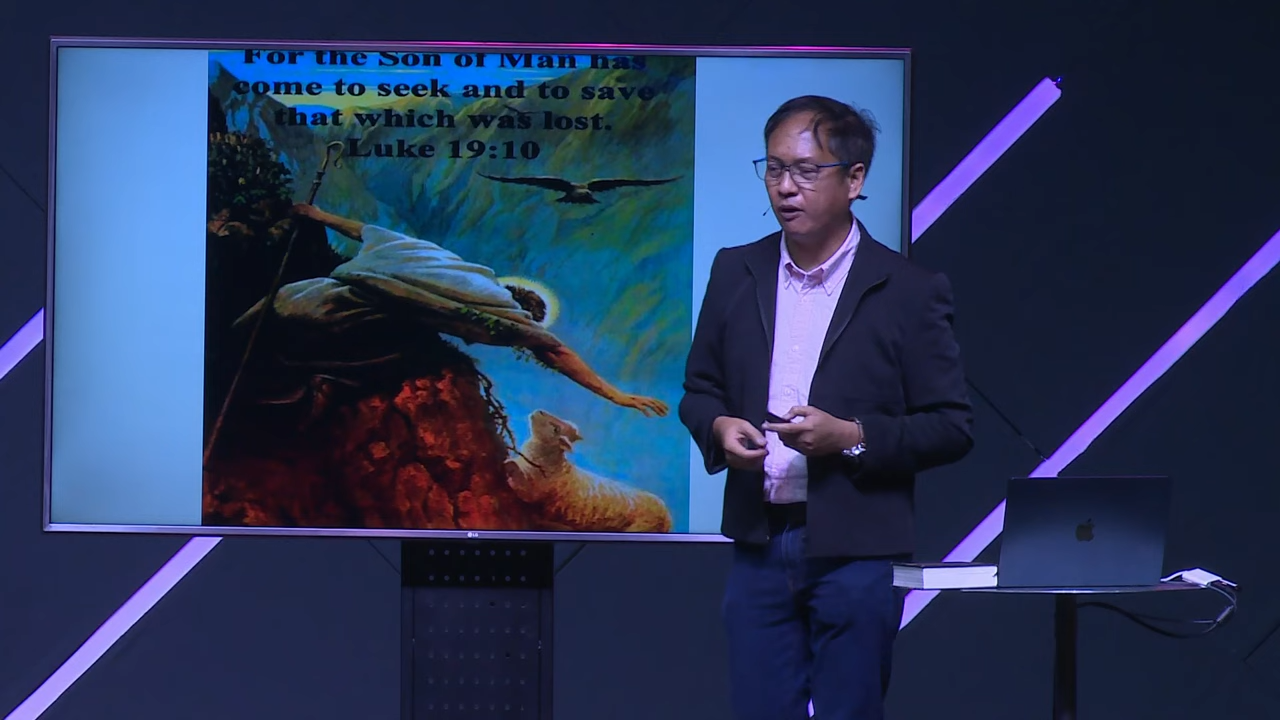 For the Son of Man has
come to seek and to save
that which was lost.
Luke 19:10
LG